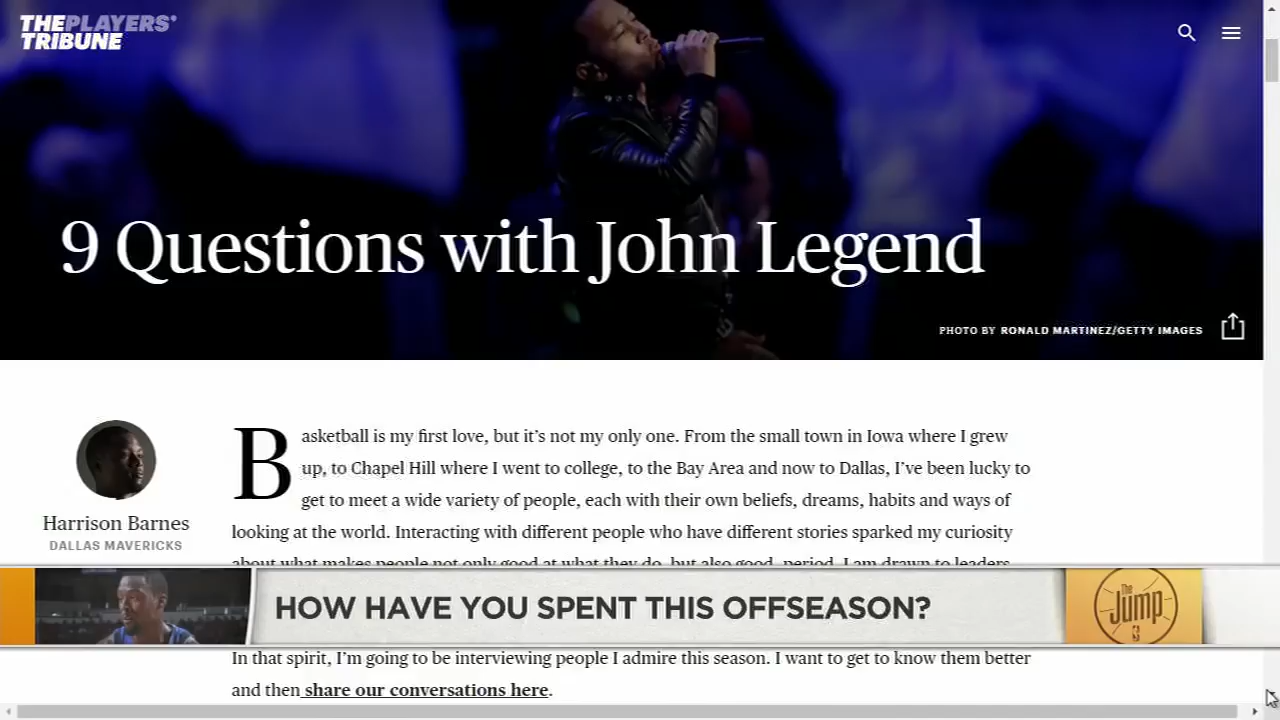 THEPLAYERS'
TRIBUNE
9 Questions with John Legend
PHOTO BY RONALD MARTINEZ/GETTY IMAGES
Basketball is my first love, but it's not my only one. From the small town in Iowa where I grew
up, to Chapel Hill where I went to college, to the Bay Area and now to Dallas, I've been lucky to
get to meet a wide variety of people, each with their own beliefs, dreams, habits and ways of
looking at the world. Interacting with different people who have different stories sparked my curiosity
about what makes people not only good at what they do, but also good, period. I am drawn to leaders
Harrison Barnes
DALLAS MAVERICKS
HOW HAVE YOU SPENT THIS OFFSEASON?
The Jump
In that spirit, I'm going to be interviewing people I admire this season. I want to get to know them better
and then share our conversations here.